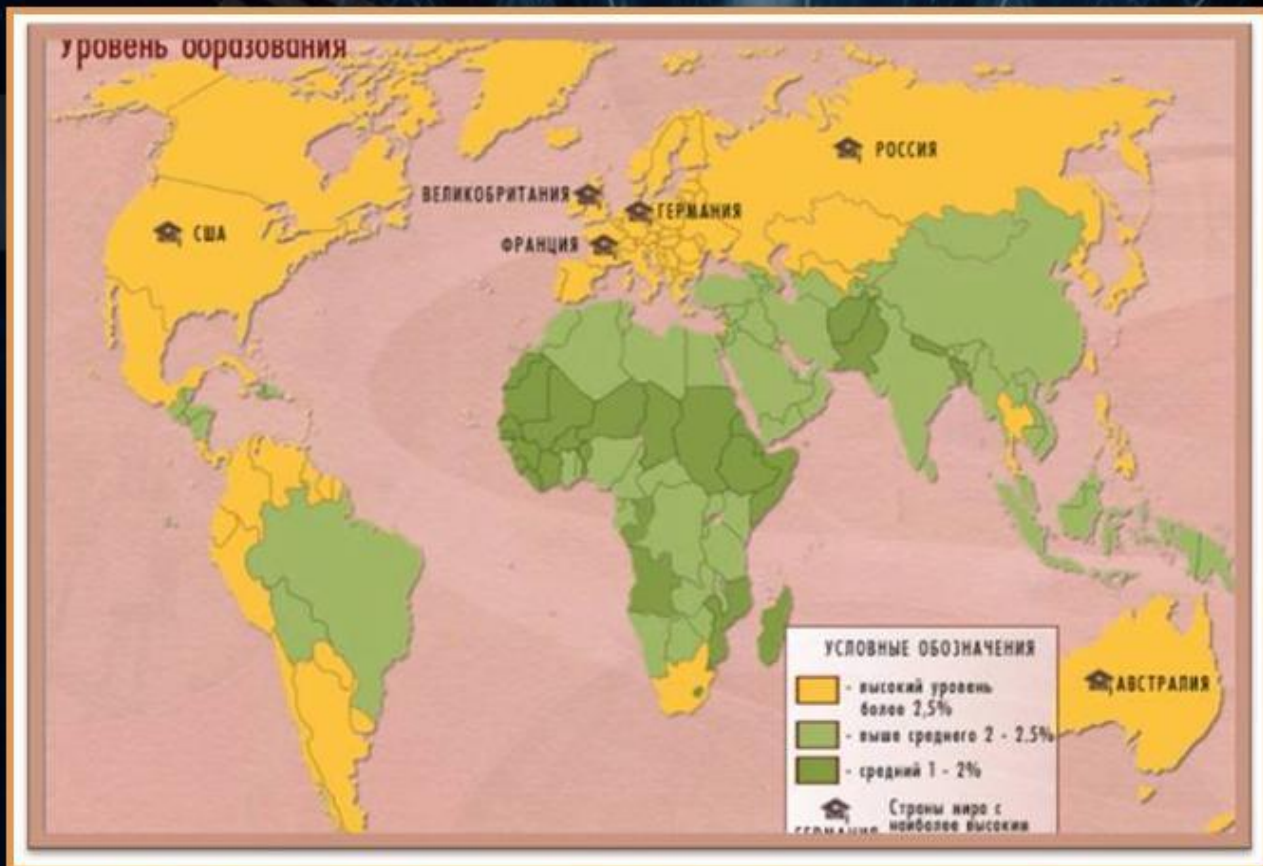 Уровень образования
РОССИЯ
ВЕЛИКОБРИТАНИЯ
ГЕРМАНИЯ
США
ФРАНЦИЯ
УСЛОВНЫЕ ОБОЗНАЧЕНИЯ
- высокий уровень
более 2,5%
- выше среднего 2 - 2,5%
АВСТРАЛИЯ
- средний 1 - 2%
Страны мира с
наиболее высоким
ГЕРМАНИЯ